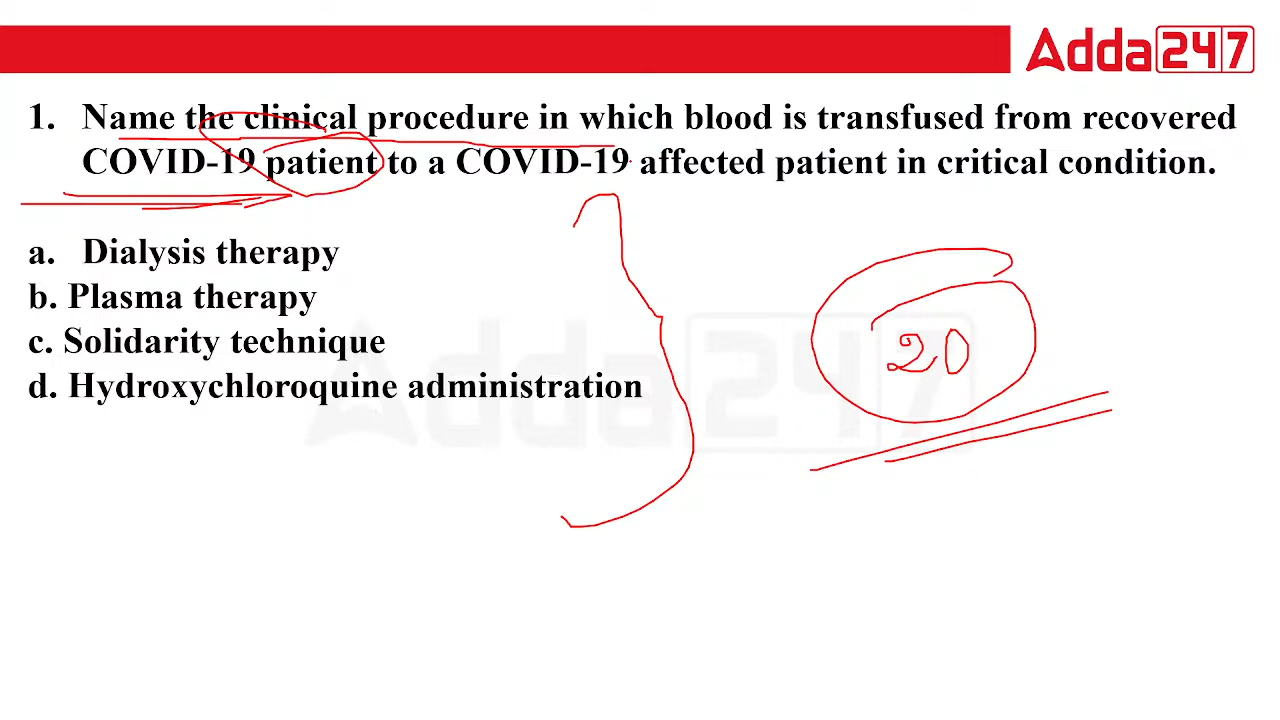 Adda247
1. Name the clinical procedure in which blood is transfused from recovered
COVID-19 patient to a COVID-19 affected patient in critical condition.
a. Dialysis therapy
b. Plasma therapy
c. Solidarity technique
d. Hydroxychloroquine administration
20
Adda247